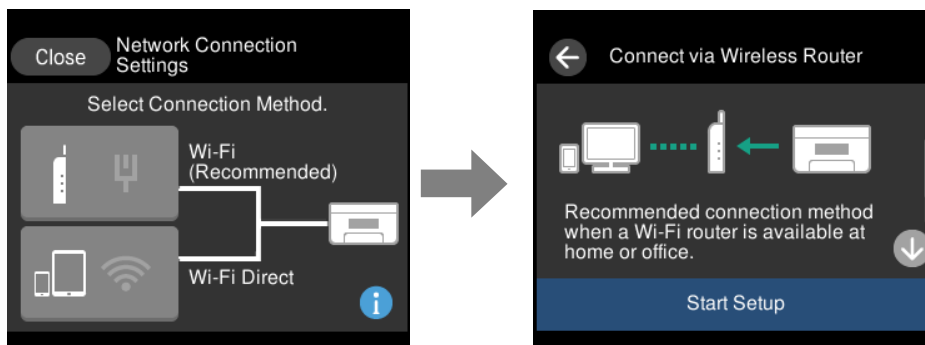 Close
Network Connection
Settings
Select Connection Method.
Wi-Fi
(Recommended)
Wi-Fi Direct
i
Connect via Wireless Router
Recommended connection method
when a Wi-Fi router is available at
home or office.
Start Setup